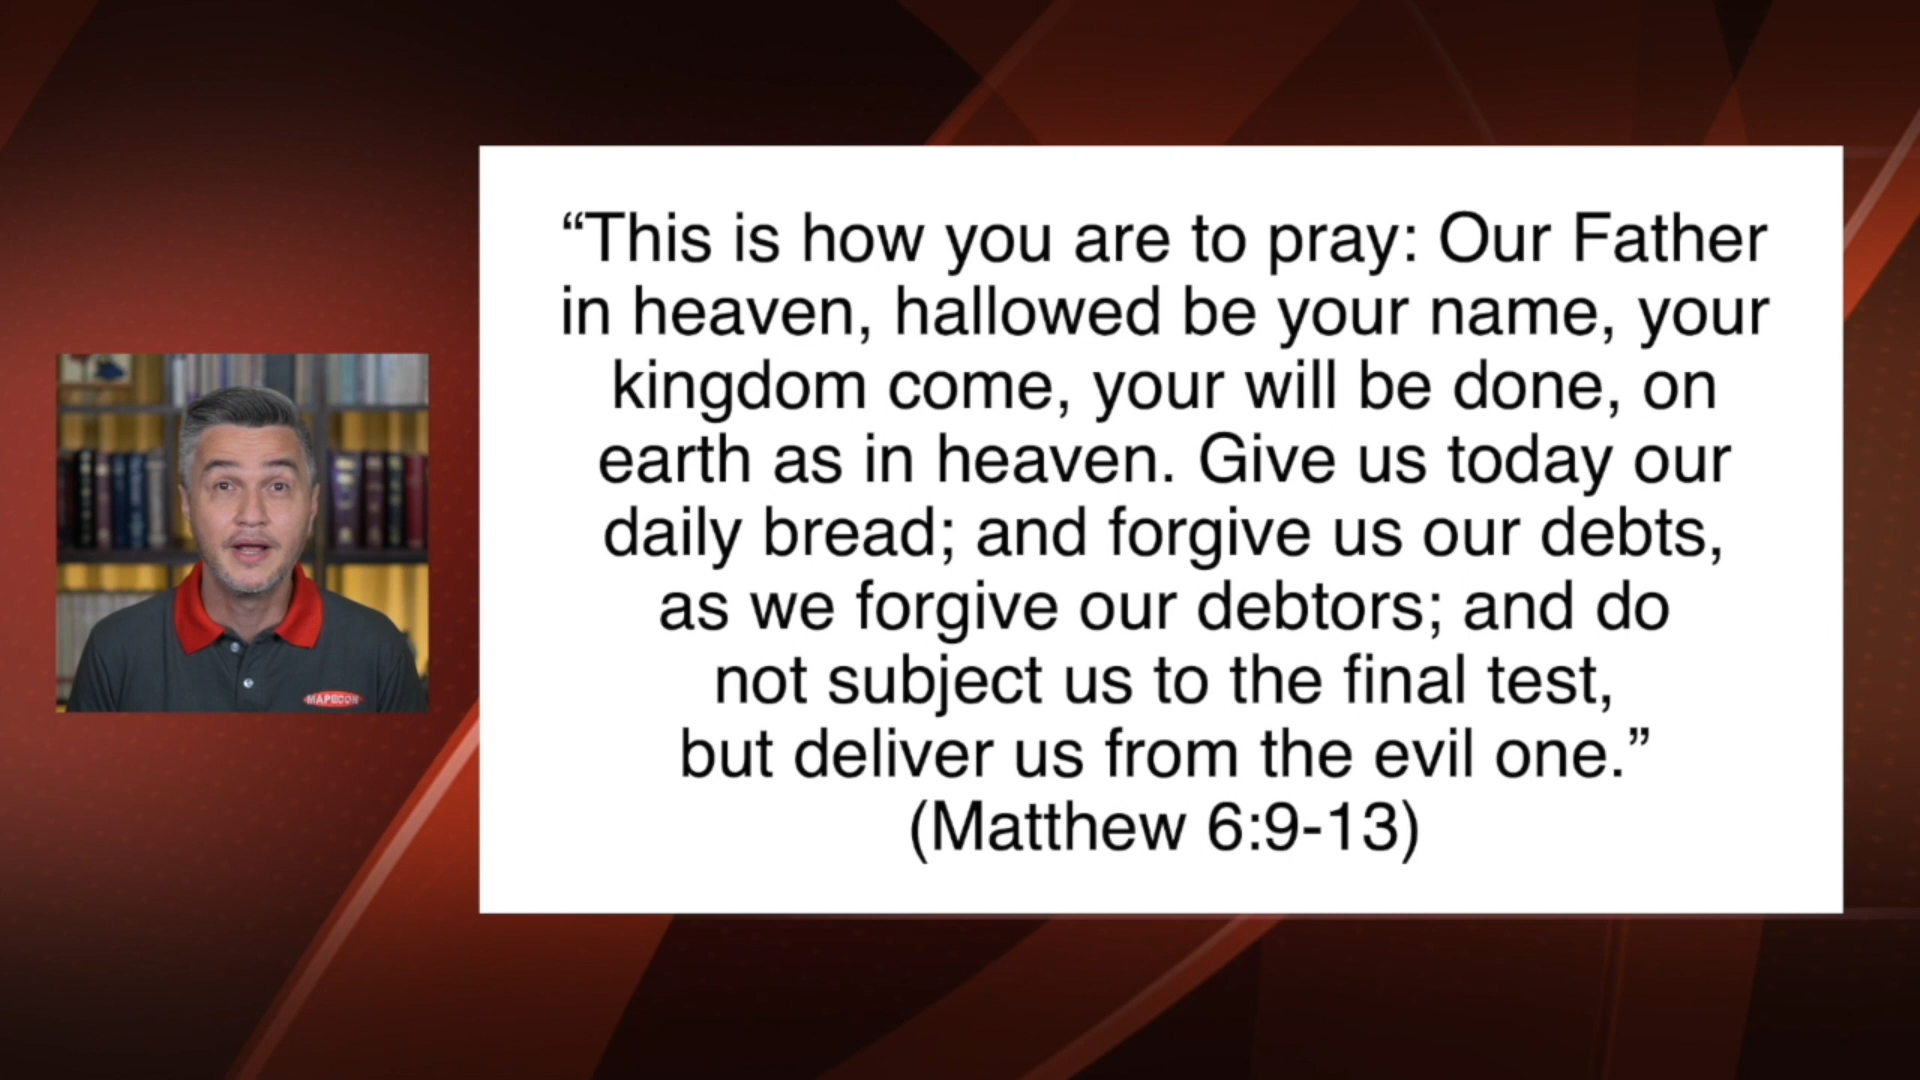 “This is how you are to pray: Our Father
in heaven, hallowed be your name, your
kingdom come, your will be done, on
earth as in heaven. Give us today our
daily bread; and forgive us our debts,
as we forgive our debtors; and do
not subject us to the final test,
but deliver us from the evil one.”
(Matthew 6:9-13)
MAPECON